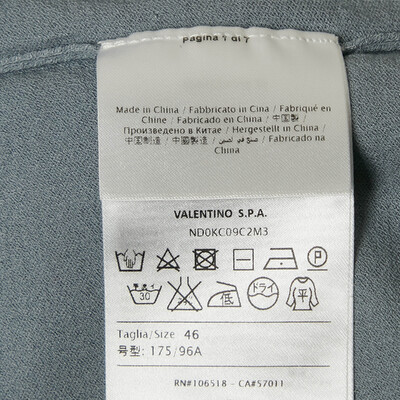 Pagina 1 di 7
Made in China / Fabbricato in Cina / Fabriqué en
Chine / Fabricado en China / 中国製 /
Произведено в Китае / Hergestellt in China /
中国制造 / 中國製造 / صنع في الصين / Fabricado na
China
VALENTINO S.P.A.
ND0KC09C2M3
P
30 低 ドライ 平
Taglia/Size 46
号型: 175/96A
RN#106518 - CA#57011